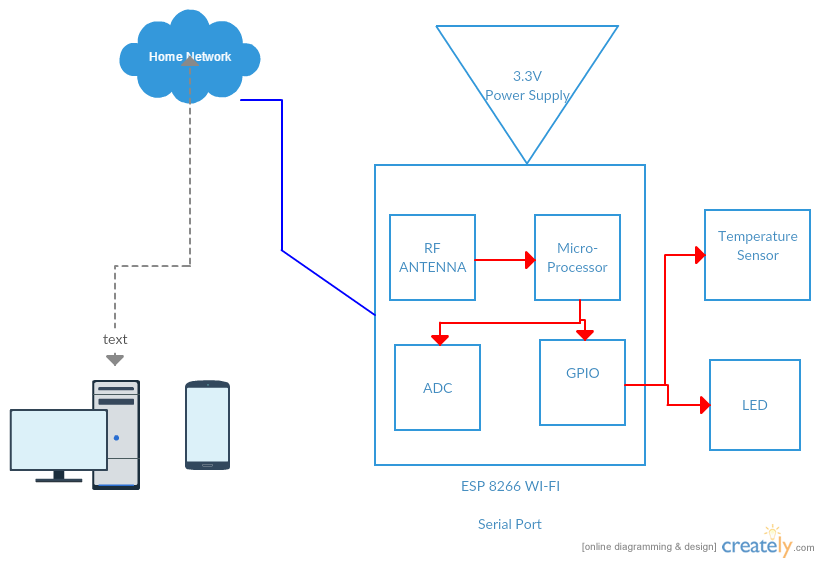 Home Network
3.3V
Power Supply
RF
ANTENNA
Micro-
Processor
Temperature
Sensor
text
ADC
GPIO
LED
ESP 8266 WI-FI
Serial Port
[online diagramming & design] creately.com